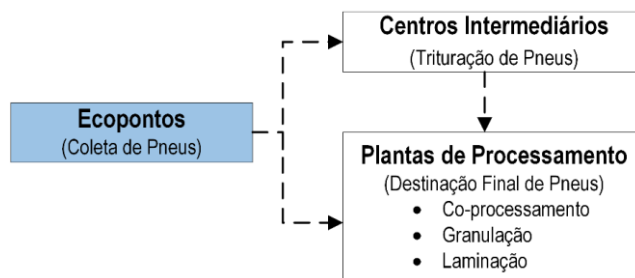 Centros Intermediários
(Trituração de Pneus)
Ecopontos
(Coleta de Pneus)
Plantas de Processamento
(Destinação Final de Pneus)
• Co-processamento
• Granulação
• Laminação